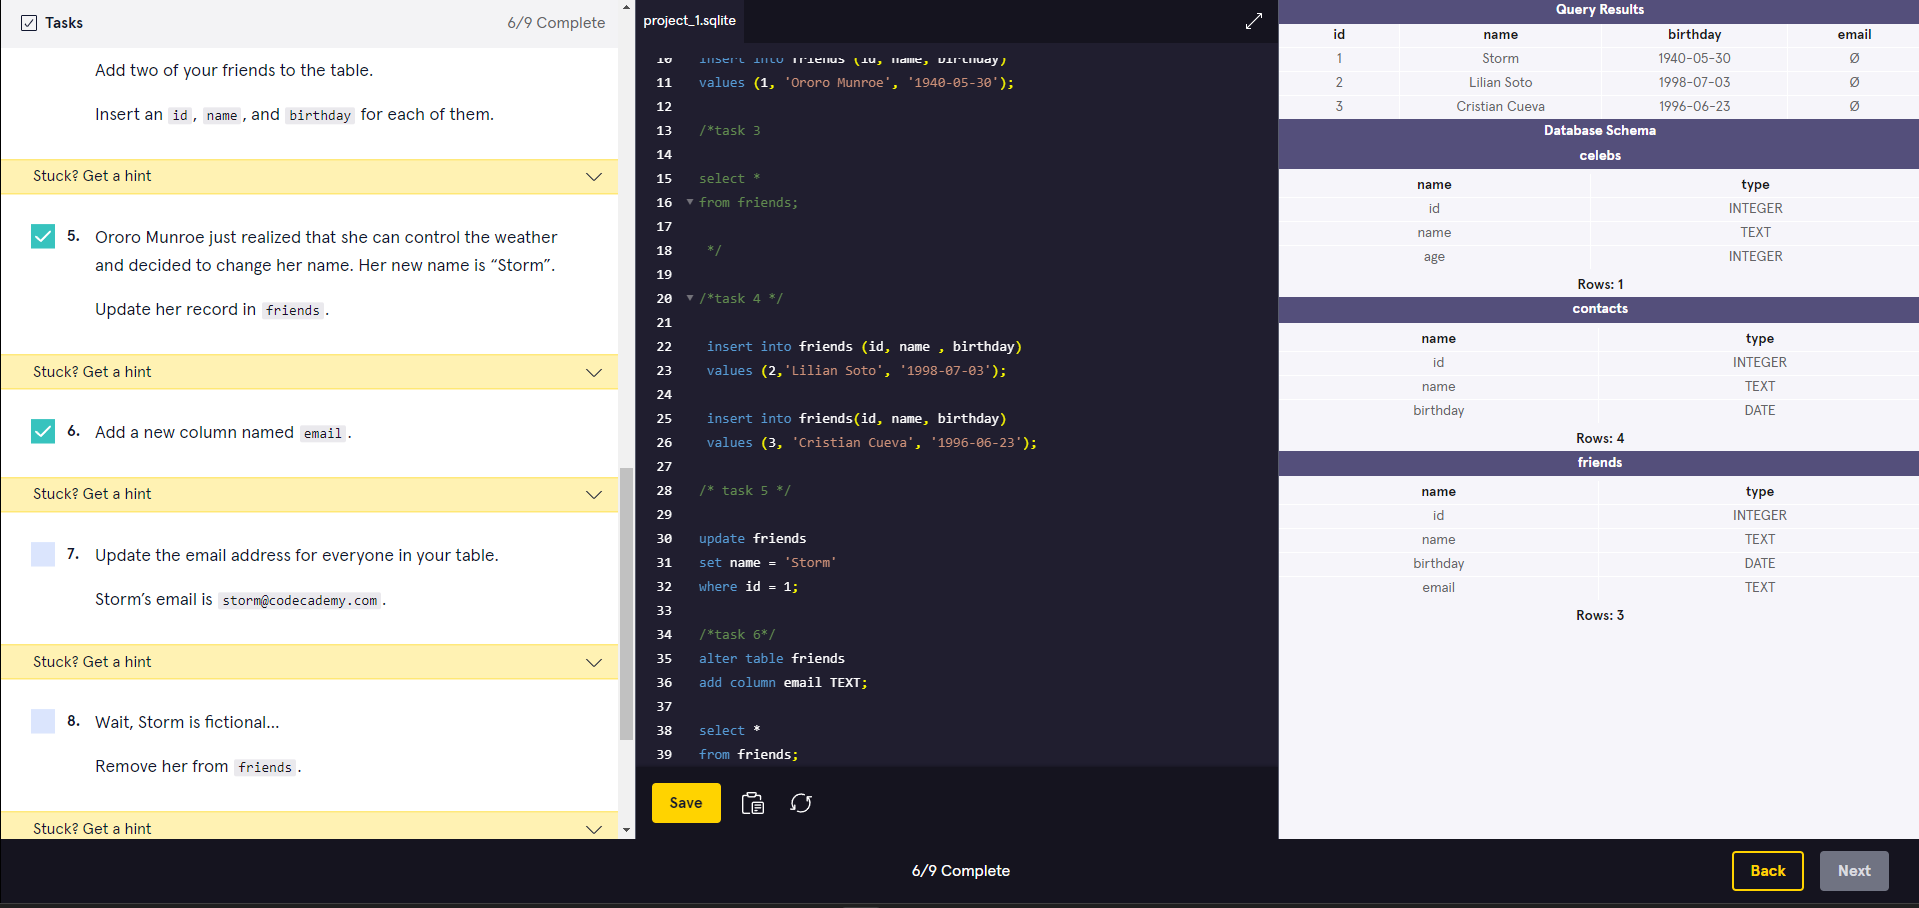 Tasks
6/9 Complete
Add two of your friends to the table.
Insert an id, name, and birthday for each of them.
Stuck? Get a hint
5. Ororo Munroe just realized that she can control the weather
and decided to change her name. Her new name is “Storm”.
Update her record in friends.
Stuck? Get a hint
6. Add a new column named email.
Stuck? Get a hint
7. Update the email address for everyone in your table.
Storm’s email is storm@codecademy.com.
Stuck? Get a hint
8. Wait, Storm is fictional...
Remove her from friends.
Stuck? Get a hint
project_1.sqlite
10 insert into friends (id, name, birthday)
11 values (1, 'Ororo Munroe', '1940-05-30');
12
13 /*task 3
14
15 select *
16 from friends;
17
18 */
19
20 /*task 4 */
21
22 insert into friends (id, name , birthday)
23 values (2,'Lilian Soto', '1998-07-03');
24
25 insert into friends(id, name, birthday)
26 values (3, 'Cristian Cueva', '1996-06-23');
27
28 /* task 5 */
29
30 update friends
31 set name = 'Storm'
32 where id = 1;
33
34 /*task 6*/
35 alter table friends
36 add column email TEXT;
37
38 select *
39 from friends;
Save
Query Results
id name birthday email
1 Storm 1940-05-30 Ø
2 Lilian Soto 1998-07-03 Ø
3 Cristian Cueva 1996-06-23 Ø
Database Schema
celebs
name type
id INTEGER
name TEXT
age INTEGER
Rows: 1
contacts
name type
id INTEGER
name TEXT
birthday DATE
Rows: 4
friends
name type
id INTEGER
name TEXT
birthday DATE
email TEXT
Rows: 3
6/9 Complete
Back
Next